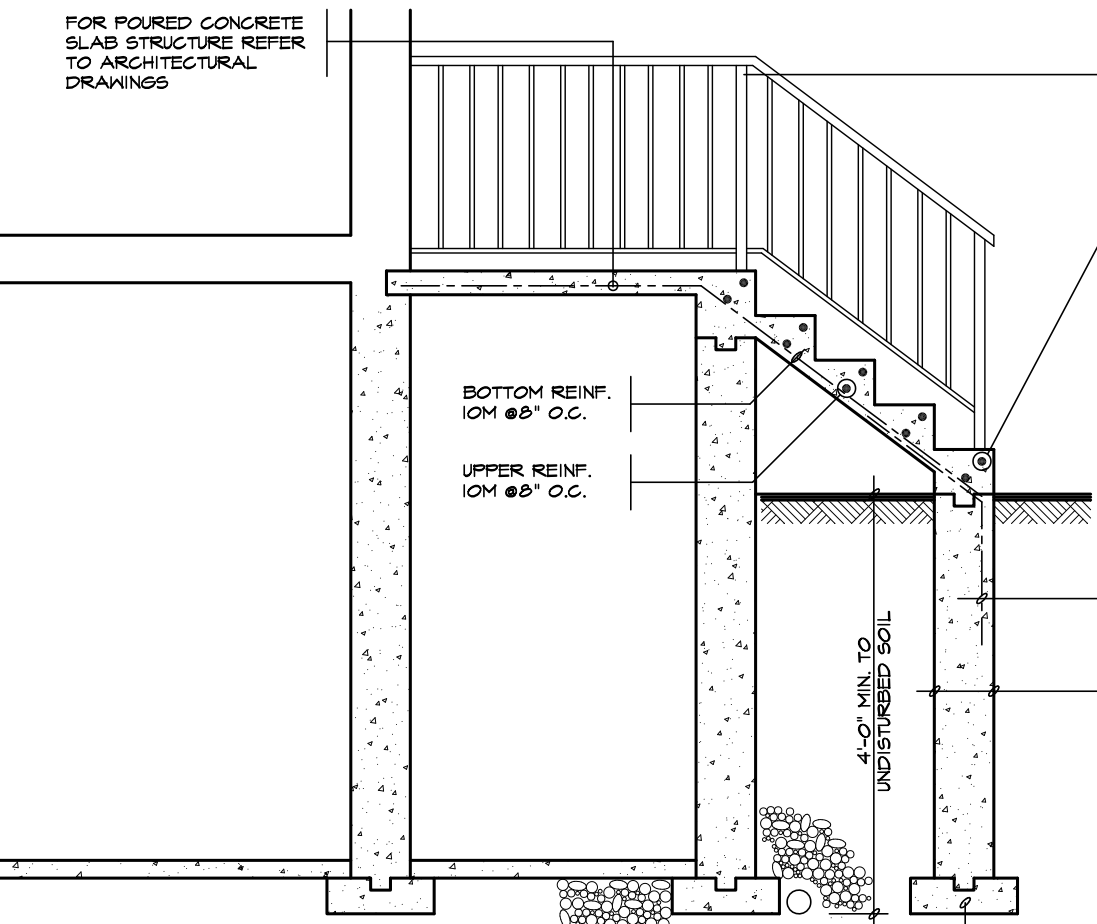 FOR POURED CONCRETE
SLAB STRUCTURE REFER
TO ARCHITECTURAL
DRAWINGS
BOTTOM REINF.
10M @8" O.C.
UPPER REINF.
10M @8" O.C.
4'-0" MIN. TO
UNDISTURBED SOIL